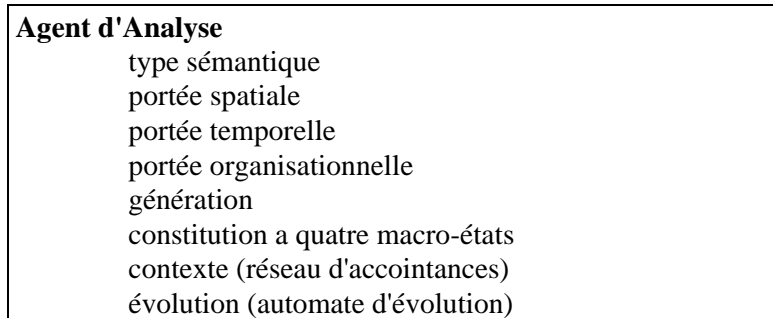 Agent d'Analyse
type sémantique
portée spatiale
portée temporelle
portée organisationnelle
génération
constitution a quatre macro-états
contexte (réseau d'accointances)
évolution (automate d'évolution)